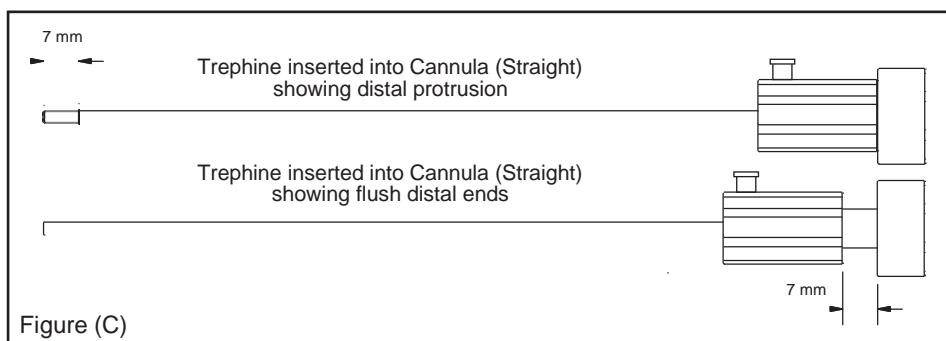 7 mm
Trephine inserted into Cannula (Straight)
showing distal protrusion
Trephine inserted into Cannula (Straight)
showing flush distal ends
7 mm
Figure (C)